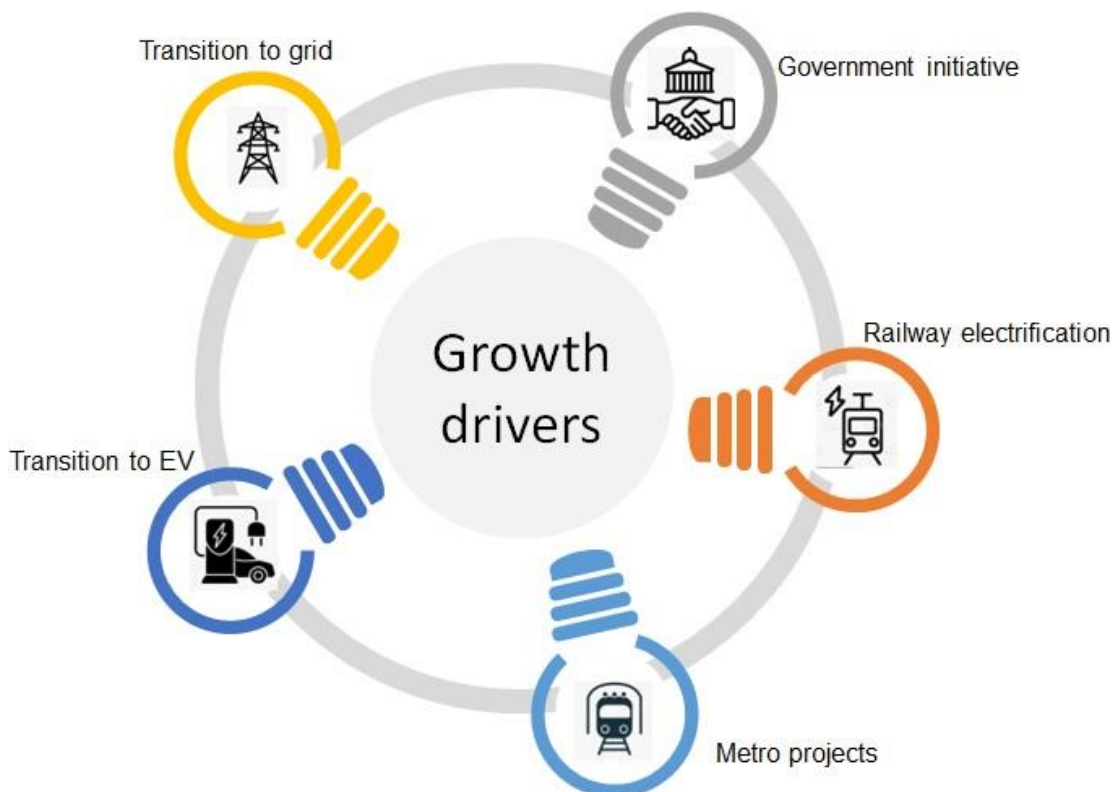 Transition to grid
Government initiative
Railway electrification
Growth
drivers
Transition to EV
Metro projects